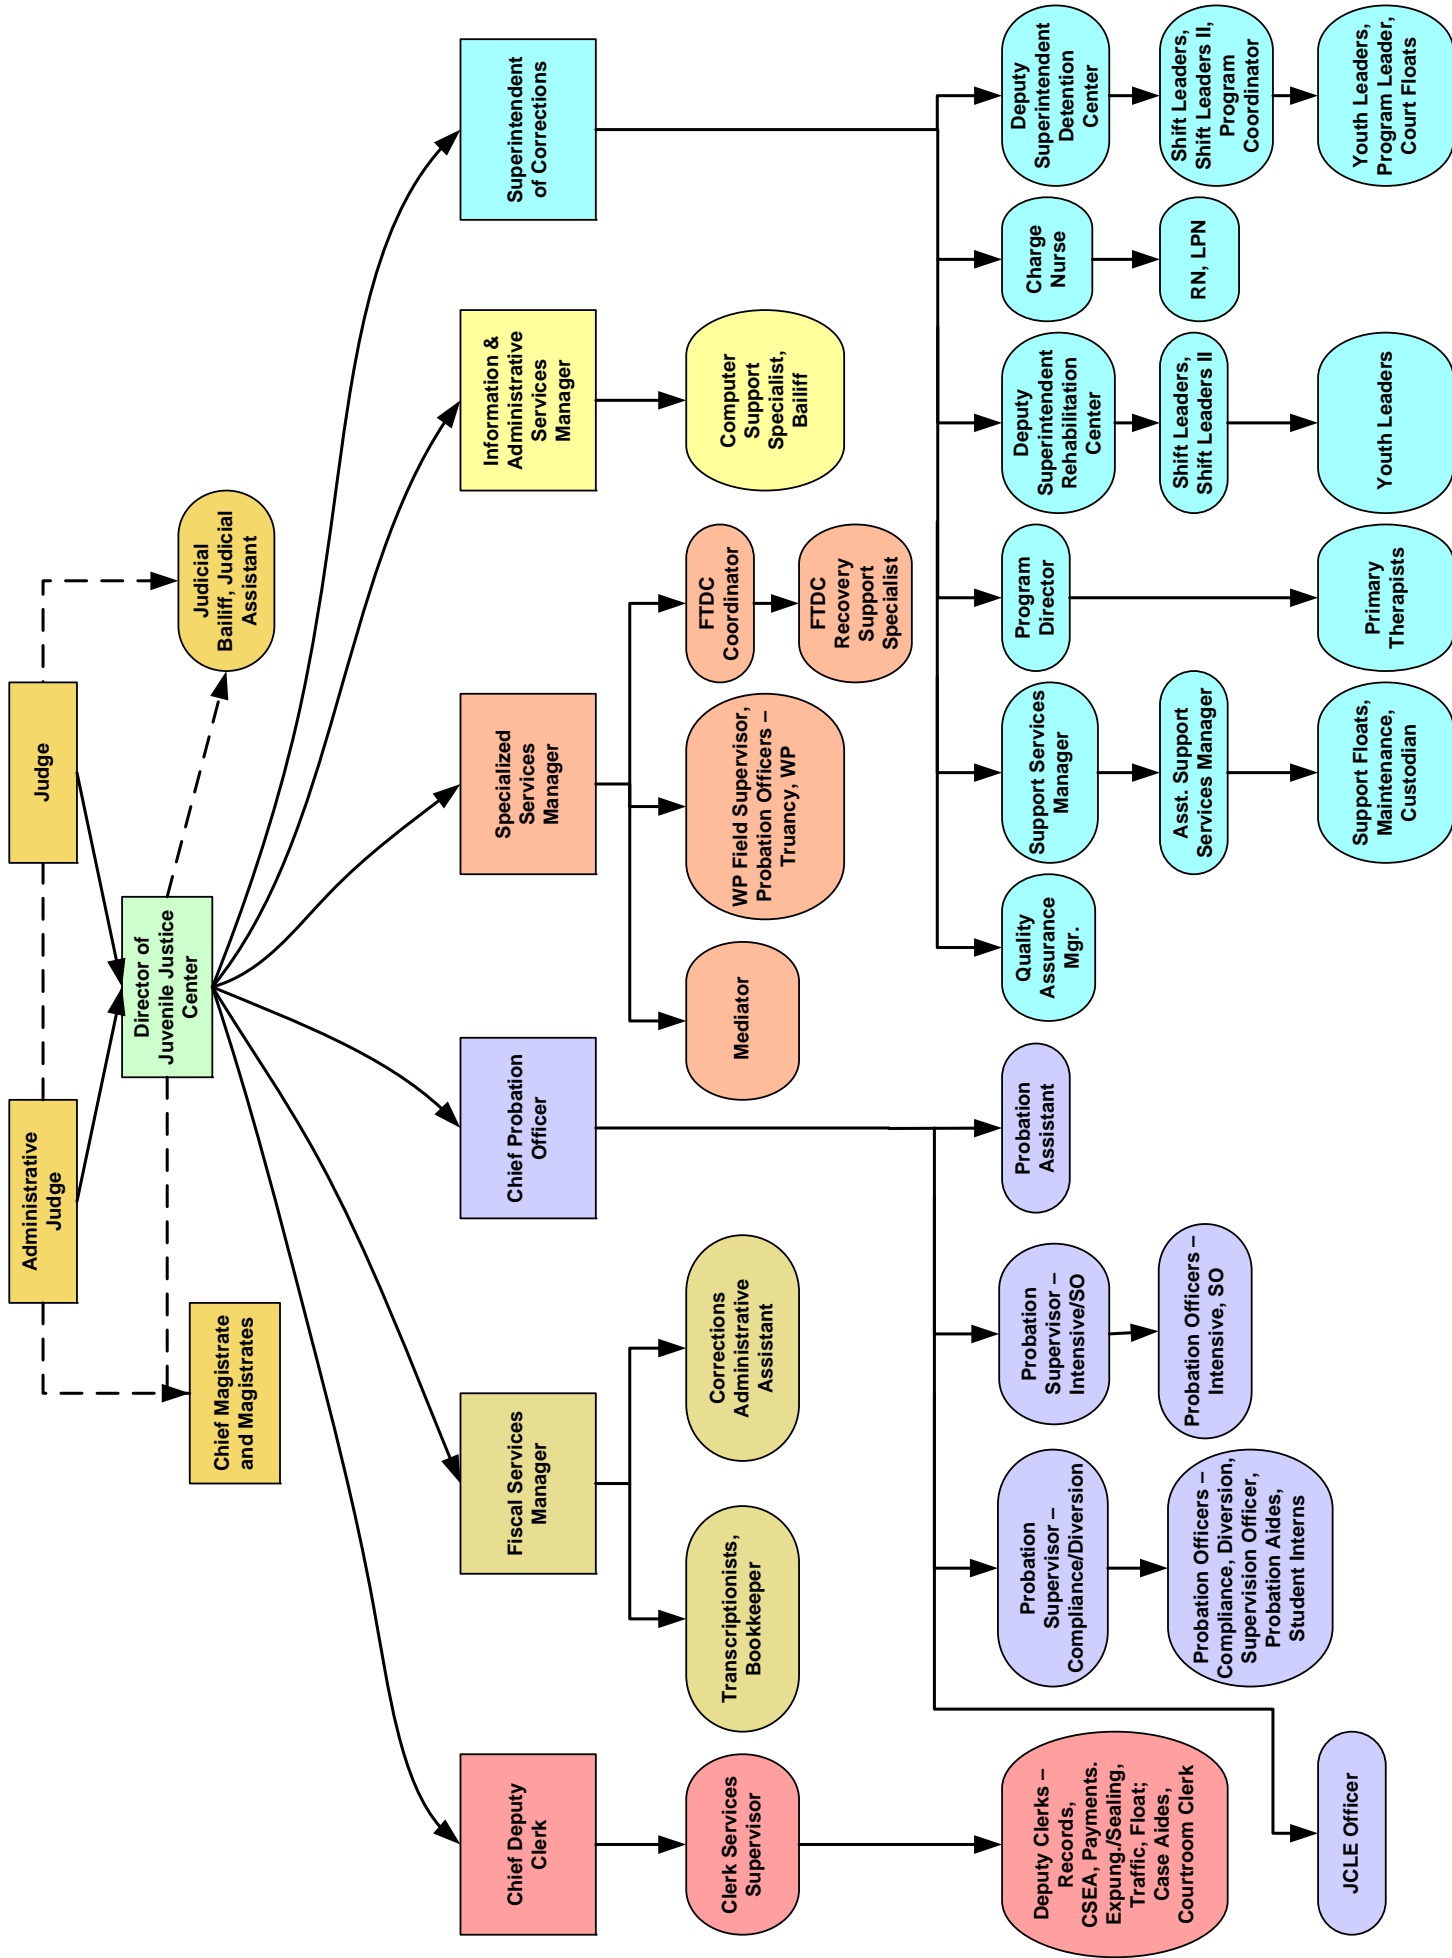 Administrative
Judge
Judge
Director of
Juvenile Justice
Center
Chief Magistrate
and Magistrates
Judicial
Bailiff, Judicial
Assistant
Chief Deputy
Clerk
Fiscal Services
Manager
Chief Probation
Officer
Specialized
Services
Manager
Information &
Administrative
Services
Manager
Superintendent
of Corrections
Clerk Services
Supervisor
Transcriptionists,
Bookkeeper
Corrections
Administrative
Assistant
Mediator
WP Field Supervisor,
Probation Officers –
Truancy, WP
FTDC
Coordinator
FTDC
Recovery
Support
Specialist
Computer
Support
Specialist,
Bailiff
Deputy Clerks –
Records,
CSEA, Payments.
Expung./Sealing,
Traffic, Float;
Case Aides,
Courtroom Clerk
Probation
Supervisor –
Compliance/Diversion
Probation
Supervisor –
Intensive/SO
Probation
Assistant
Quality
Assurance
Mgr.
Support Services
Manager
Program
Director
Deputy
Superintendent
Rehabilitation
Center
Charge
Nurse
Deputy
Superintendent
Detention
Center
Probation Officers –
Compliance, Diversion,
Supervision Officer,
Probation Aides,
Student Interns
Probation Officers –
Intensive, SO
Asst. Support
Services Manager
Shift Leaders,
Shift Leaders II
RN, LPN
Shift Leaders,
Shift Leaders II,
Program
Coordinator
JCLE Officer
Support Floats,
Maintenance,
Custodian
Primary
Therapists
Youth Leaders
Youth Leaders,
Program Leader,
Court Floats